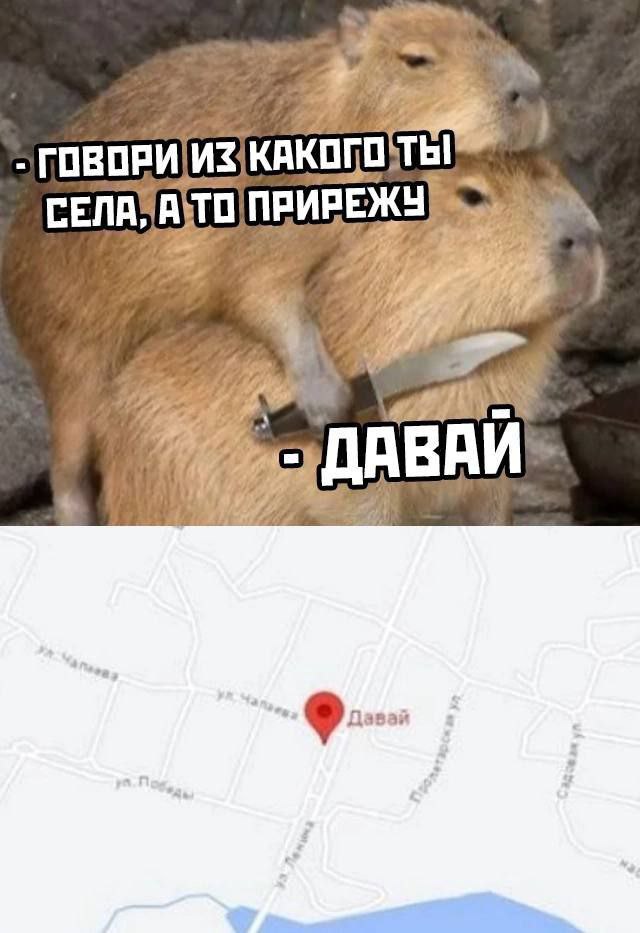 - ГОВОРИ ИЗ КАКОГО ТЫ
СЕЛА, А ТО ПРИРЕЖУ
- ДАВАЙ
ул. Чапаева
ул. Чапаева
Давай
Пролетарская ул.
Садовая ул.
ул. Победы
ул. Ленина
наб